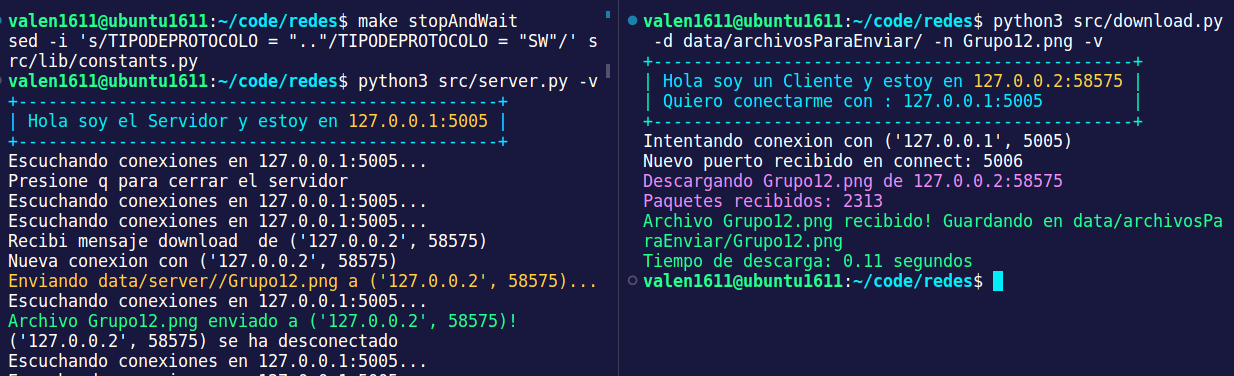 valen1611@ubuntu1611:~/code/redes$ make stopAndWait
sed -i 's/TIPODEPROTOCOLO = ".."/TIPODEPROTOCOLO = "SW"/' s
rc/lib/constants.py
valen1611@ubuntu1611:~/code/redes$ python3 src/server.py -v
+------------------------------------------------+
| Hola soy el Servidor y estoy en 127.0.0.1:5005 |
+------------------------------------------------+
Escuchando conexiones en 127.0.0.1:5005...
Presione q para cerrar el servidor
Escuchando conexiones en 127.0.0.1:5005...
Escuchando conexiones en 127.0.0.1:5005...
Recibi mensaje download  de ('127.0.0.2', 58575)
Nueva conexion con ('127.0.0.2', 58575)
Enviando data/server//Grupo12.png a ('127.0.0.2', 58575)...
Escuchando conexiones en 127.0.0.1:5005...
Archivo Grupo12.png enviado a ('127.0.0.2', 58575)!
('127.0.0.2', 58575) se ha desconectado
Escuchando conexiones en 127.0.0.1:5005...
valen1611@ubuntu1611:~/code/redes$ python3 src/download.py
 -d data/archivosParaEnviar/ -n Grupo12.png -v
+------------------------------------------------+
| Hola soy un Cliente y estoy en 127.0.0.2:58575 |
| Quiero conectarme con : 127.0.0.1:5005         |
+------------------------------------------------+
Intentando conexion con ('127.0.0.1', 5005)
Nuevo puerto recibido en connect: 5006
Descargando Grupo12.png de 127.0.0.2:58575
Paquetes recibidos: 2313
Archivo Grupo12.png recibido! Guardando en data/archivosPa
raEnviar/Grupo12.png
Tiempo de descarga: 0.11 segundos
valen1611@ubuntu1611:~/code/redes$